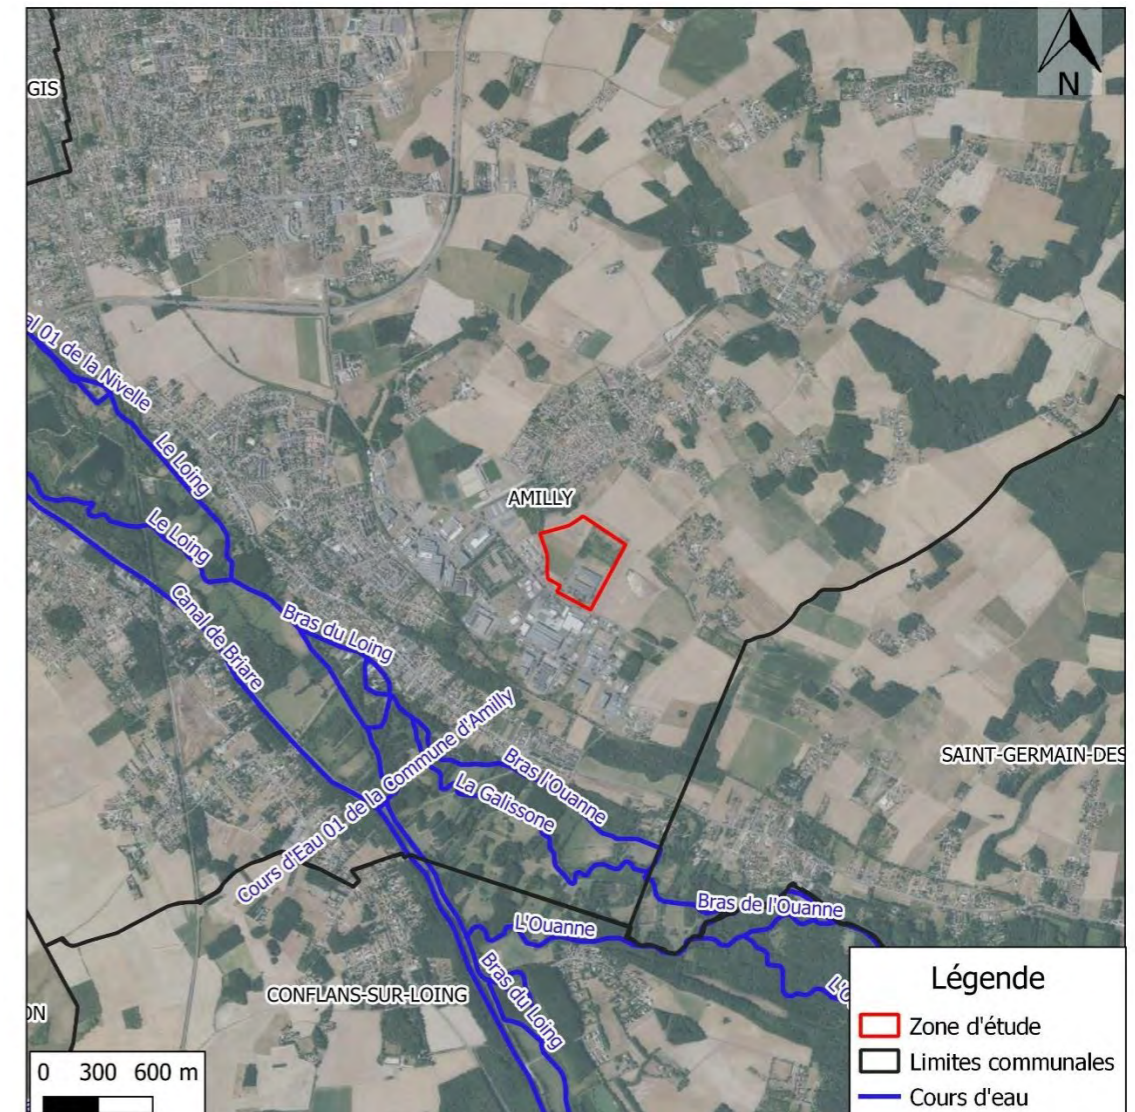 N
GIS
al 01 de la Nivelle
Le Loing
AMILLY
Le Loing
Canal de Briare
Bras du Loing
Cours d'Eau 01 de la Commune d'Amilly
Bras l'Ouanne
La Galissone
SAINT-GERMAIN-DES
Bras de l'Ouanne
L'Ouanne
Bras du Loing
CONFLANS-SUR-LOING
L'O
ON
Légende
Zone d'étude
Limites communales
Cours d'eau
0 300 600 m